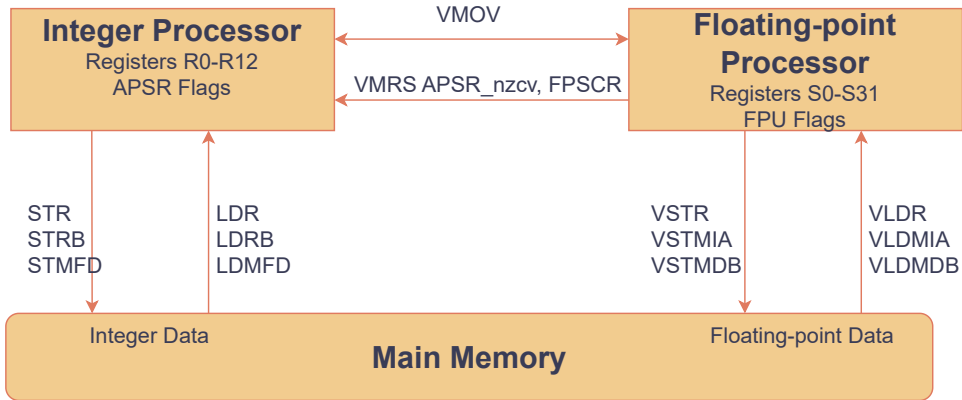 Integer Processor
Registers R0-R12
APSR Flags
VMOV
VMRS APSR_nzcv, FPSCR
Floating-point
Processor
Registers S0-S31
FPU Flags
STR
STRB
STMFD
LDR
LDRB
LDMFD
VSTR
VSTMIA
VSTMDB
VLDR
VLDMIA
VLDMDB
Integer Data
Main Memory
Floating-point Data